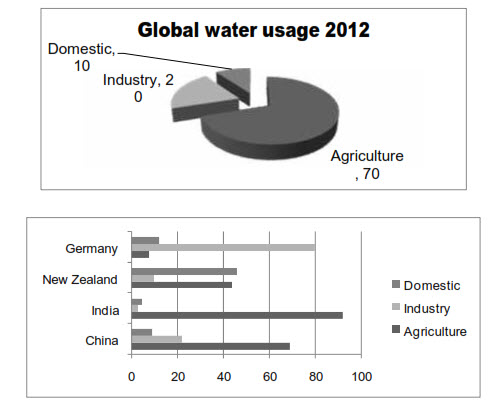 Global water usage 2012
Domestic,
10
Industry, 2
0
Agriculture
, 70
Germany
New Zealand
India
China
0 20 40 60 80 100
Domestic
Industry
Agriculture